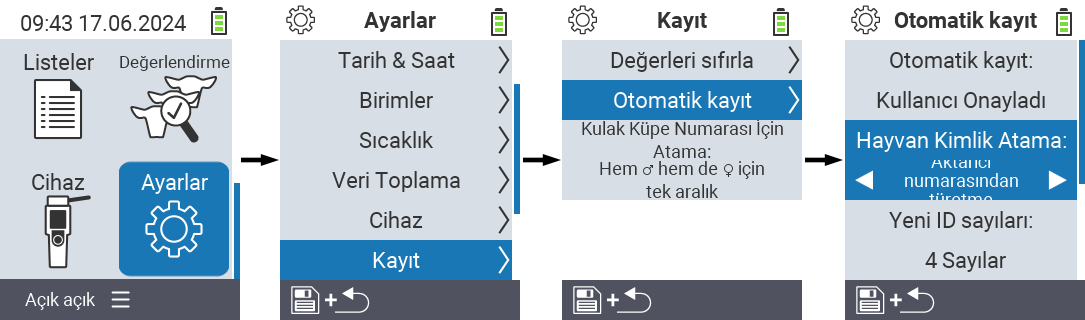 09:43 17.06.2024
Listeler
Değerlendirme
Cihaz
Ayarlar
Açık açık
Ayarlar
Tarih & Saat
Birimler
Sıcaklık
Veri Toplama
Cihaz
Kayıt
+
Kayıt
Değerleri sıfırla
Otomatik kayıt
Kulak Küpe Numarası İçin
Atama:
Hem ♂ hem de ♀ için
tek aralık
+
Otomatik kayıt
Otomatik kayıt:
Kullanıcı Onayladı
Hayvan Kimlik Atama:
Aktarıcı
numarasından
türetme
Yeni ID sayıları:
4 Sayılar
+